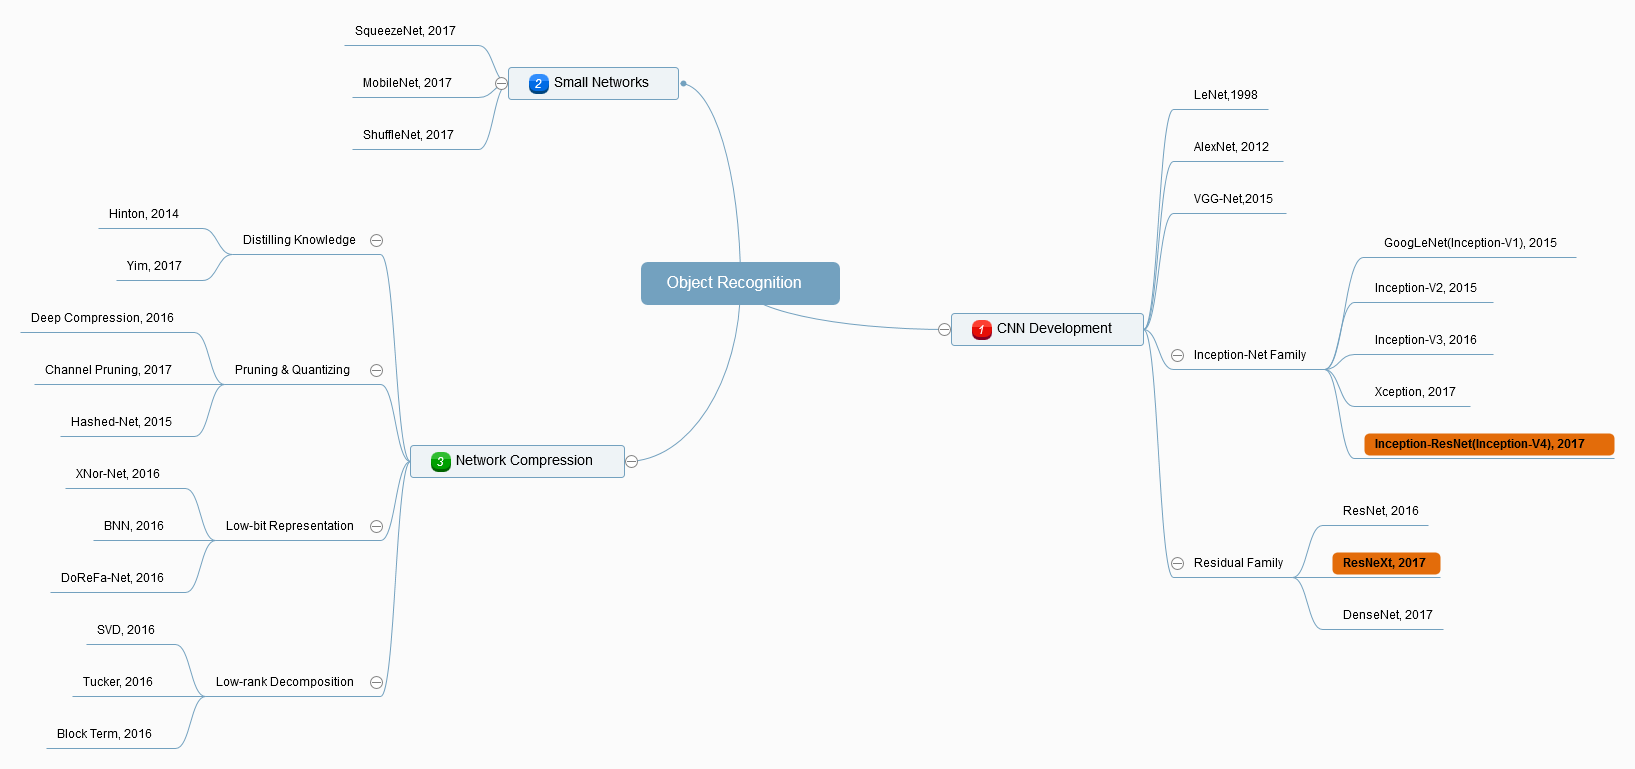 Object Recognition
1 CNN Development
LeNet,1998
AlexNet, 2012
VGG-Net,2015
Inception-Net Family
GoogLeNet(Inception-V1), 2015
Inception-V2, 2015
Inception-V3, 2016
Xception, 2017
Inception-ResNet(Inception-V4), 2017
Residual Family
ResNet, 2016
ResNeXt, 2017
DenseNet, 2017
2 Small Networks
SqueezeNet, 2017
MobileNet, 2017
ShuffleNet, 2017
3 Network Compression
Distilling Knowledge
Hinton, 2014
Yim, 2017
Pruning & Quantizing
Deep Compression, 2016
Channel Pruning, 2017
Hashed-Net, 2015
Low-bit Representation
XNor-Net, 2016
BNN, 2016
DoReFa-Net, 2016
Low-rank Decomposition
SVD, 2016
Tucker, 2016
Block Term, 2016